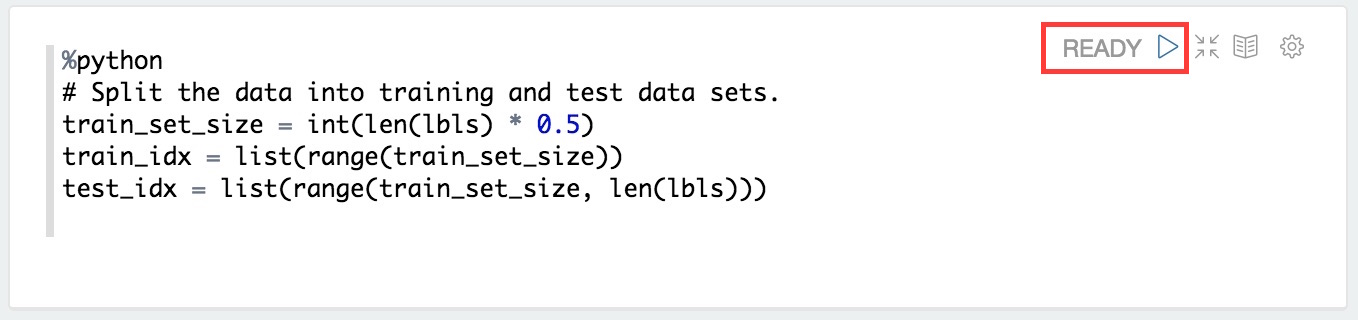 READY
%python
# Split the data into training and test data sets.
train_set_size = int(len(lbls) * 0.5)
train_idx = list(range(train_set_size))
test_idx = list(range(train_set_size, len(lbls)))